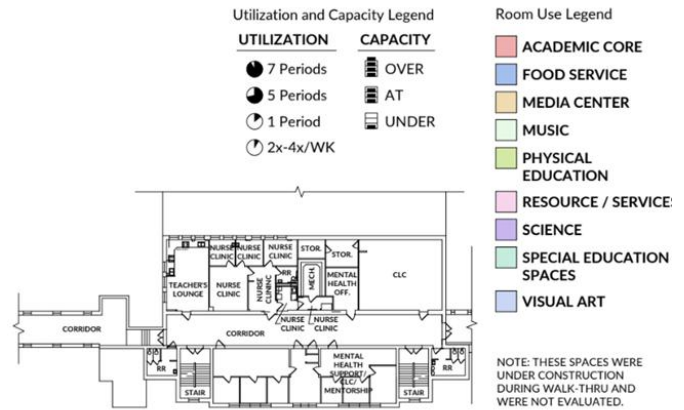 Utilization and Capacity Legend
UTILIZATION
7 Periods
5 Periods
1 Period
2x-4x/WK
CAPACITY
OVER
AT
UNDER
Room Use Legend
ACADEMIC CORE
FOOD SERVICE
MEDIA CENTER
MUSIC
PHYSICAL
EDUCATION
RESOURCE / SERVICES
SCIENCE
SPECIAL EDUCATION
SPACES
VISUAL ART
NOTE: THESE SPACES WERE
UNDER CONSTRUCTION
DURING WALK-THRU AND
WERE NOT EVALUATED.
NURSE
CLINIC
NURSE
CLINIC
NURSE
CLINIC
STOR.
STOR.
TEACHER'S
LOUNGE
NURSE
CLINIC
NURSE
CLINIC
RR
MECH.
MENTAL
HEALTH
OFF.
CLC
NURSE
CLINIC
NURSE
CLINIC
CORRIDOR
CORRIDOR
RR
STAIR
MENTAL
HEALTH
SUPPORT/
CLC/
MENTORSHIP
STAIR
RR